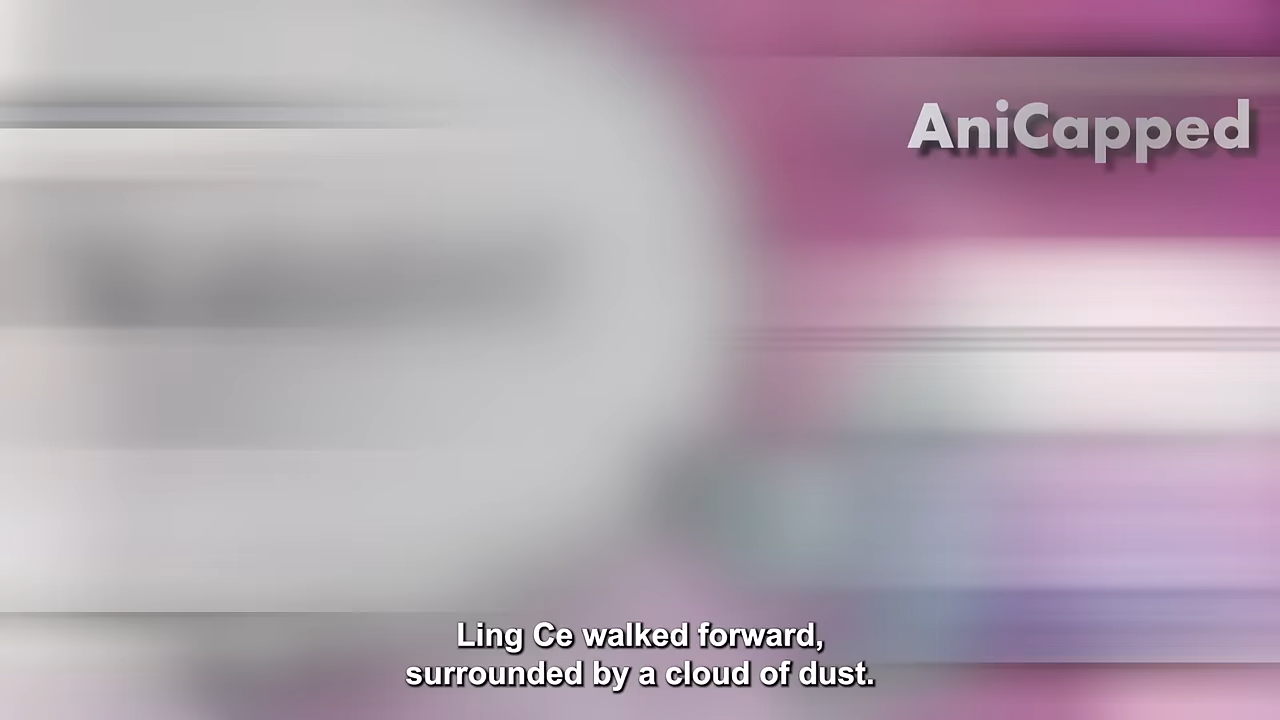 AniCapped
Ling Ce walked forward,
surrounded by a cloud of dust.